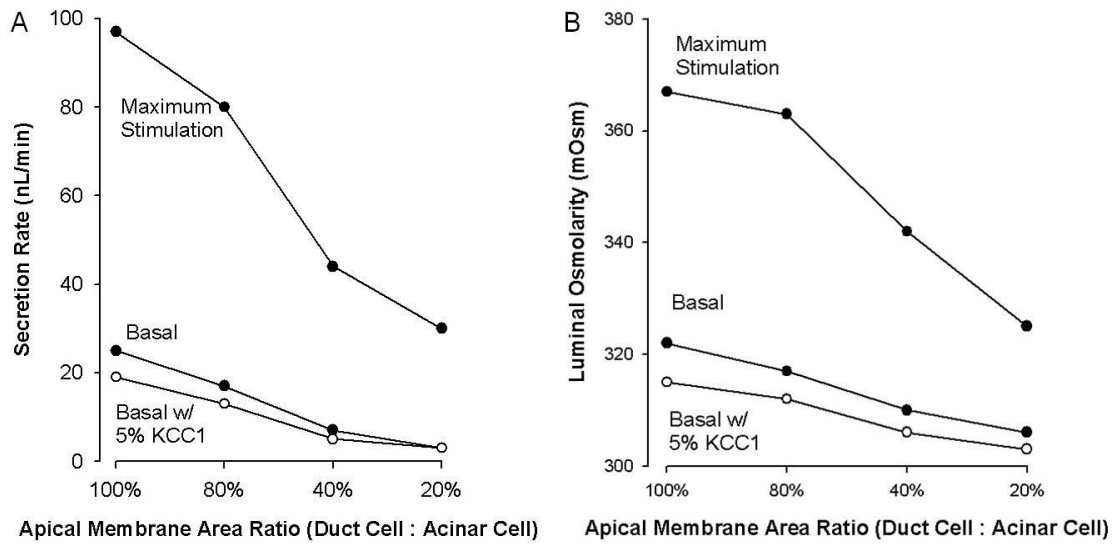 A
Secretion Rate (nL/min)
100
80
60
40
20
0
Maximum
Stimulation
Basal
Basal w/
5% KCC1
100%
80%
40%
20%
Apical Membrane Area Ratio (Duct Cell : Acinar Cell)
B
Luminal Osmolarity (mOsm)
380
360
340
320
300
Maximum
Stimulation
Basal
Basal w/
5% KCC1
100%
80%
40%
20%
Apical Membrane Area Ratio (Duct Cell : Acinar Cell)